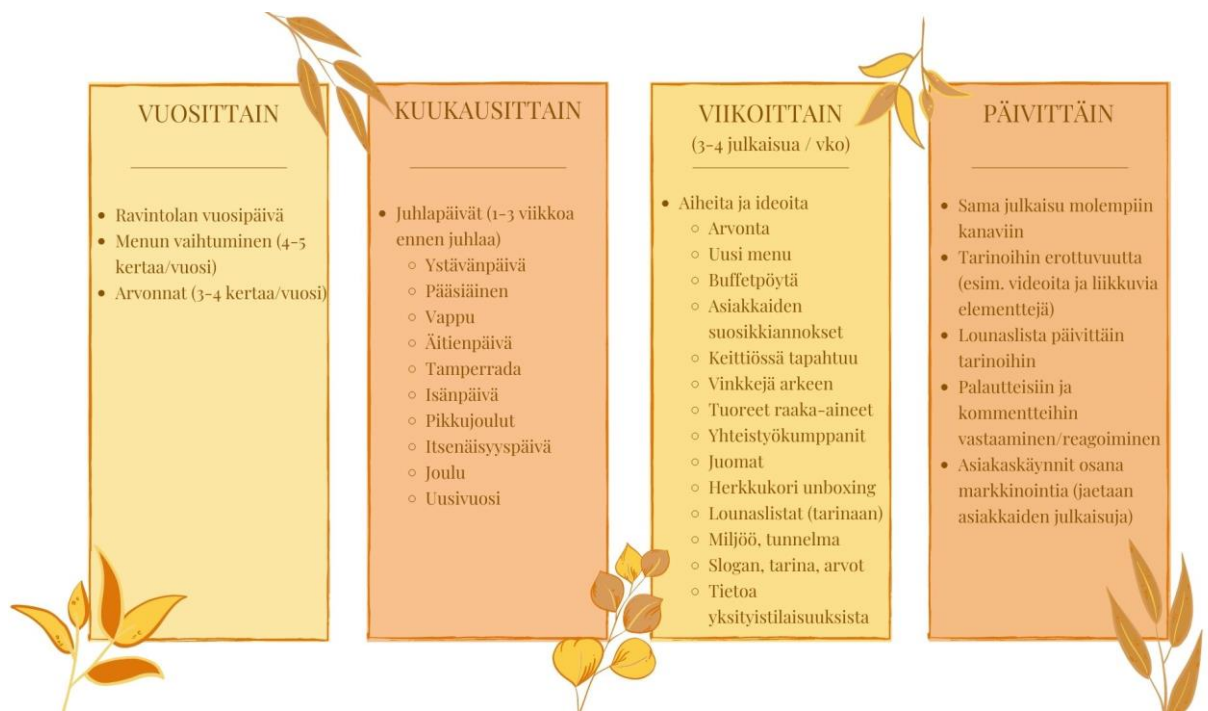 VUOSITTAIN
• Ravintolan vuosipäivä
• Menun vaihtuminen (4-5
kertaa/vuosi)
• Arvonnat (3-4 kertaa/vuosi)
KUUKAUSITTAIN
• Juhlapäivät (1-3 viikkoa
ennen juhlaa)
◦ Ystävänpäivä
◦ Pääsiäinen
◦ Vappu
◦ Äitienpäivä
◦ Tamperrada
◦ Isänpäivä
◦ Pikkujoulut
◦ Itsenäisyyspäivä
◦ Joulu
◦ Uusivuosi
VIIKOITTAIN
(3-4 julkaisua / vko)
• Aiheita ja ideoita
◦ Arvonta
◦ Uusi menu
◦ Buffetpöytä
◦ Asiakkaiden
suosikkiannokset
◦ Keittiössä tapahtuu
◦ Vinkkejä arkeen
◦ Tuoreet raaka-aineet
◦ Yhteistyökumppanit
◦ Juomat
◦ Herkkukori unboxing
◦ Lounaslistat (tarinaan)
◦ Miljöö, tunnelma
◦ Slogan, tarina, arvot
◦ Tietoa
yksityistilaisuuksista
PÄIVITTÄIN
• Sama julkaisu molempiin
kanaviin
• Tarinoihin erottuvuutta
(esim. videoita ja liikkuvia
elementtejä)
• Lounaslista päivittäin
tarinoihin
• Palautteisiin ja
kommentteihin
vastaaminen/reagoiminen
• Asiakaskäynnit osana
markkinointia (jaetaan
asiakkaiden julkaisuja)